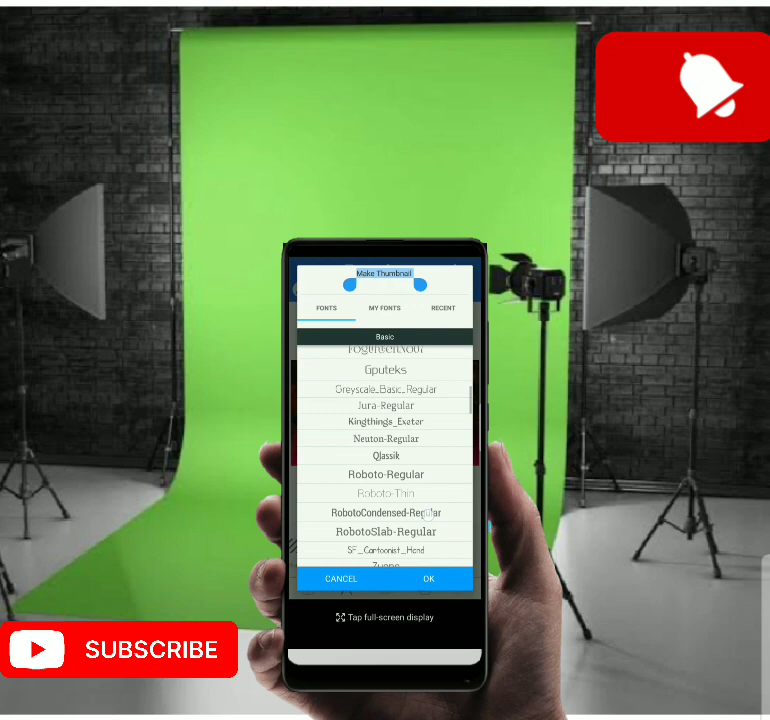 Make Thumbnail
FONTS MY FONTS RECENT
Basic
Gputeks
Greyscale_Basic_Regular
Jura-Regular
Kingthings_Exeter
Neuton-Regular
QJassik
Roboto-Regular
Roboto-Thin
RobotoCondensed-Regular
RobotoSlab-Regular
SF_Cartoonist_Hand
CANCEL OK
Tap full-screen display
SUBSCRIBE